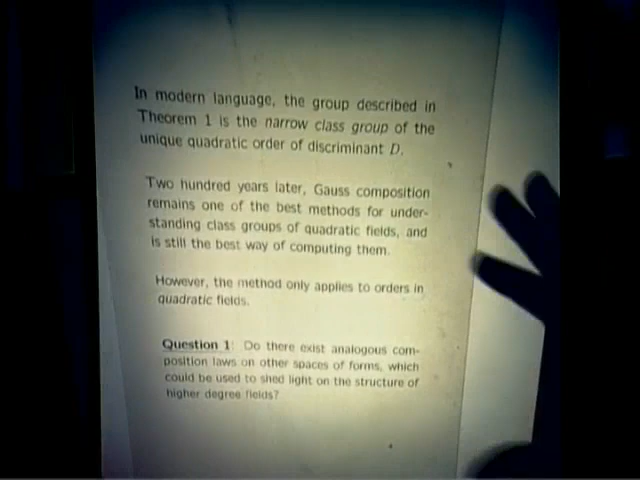 In modern language, the group described in
Theorem 1 is the narrow class group of the
unique quadratic order of discriminant D.
Two hundred years later, Gauss composition
remains one of the best methods for under-
standing class groups of quadratic fields, and
is still the best way of computing them.
However, the method only applies to orders in
quadratic fields.
Question 1: Do there exist analogous com-
position laws on other spaces of forms, which
could be used to shed light on the structure of
higher degree fields?